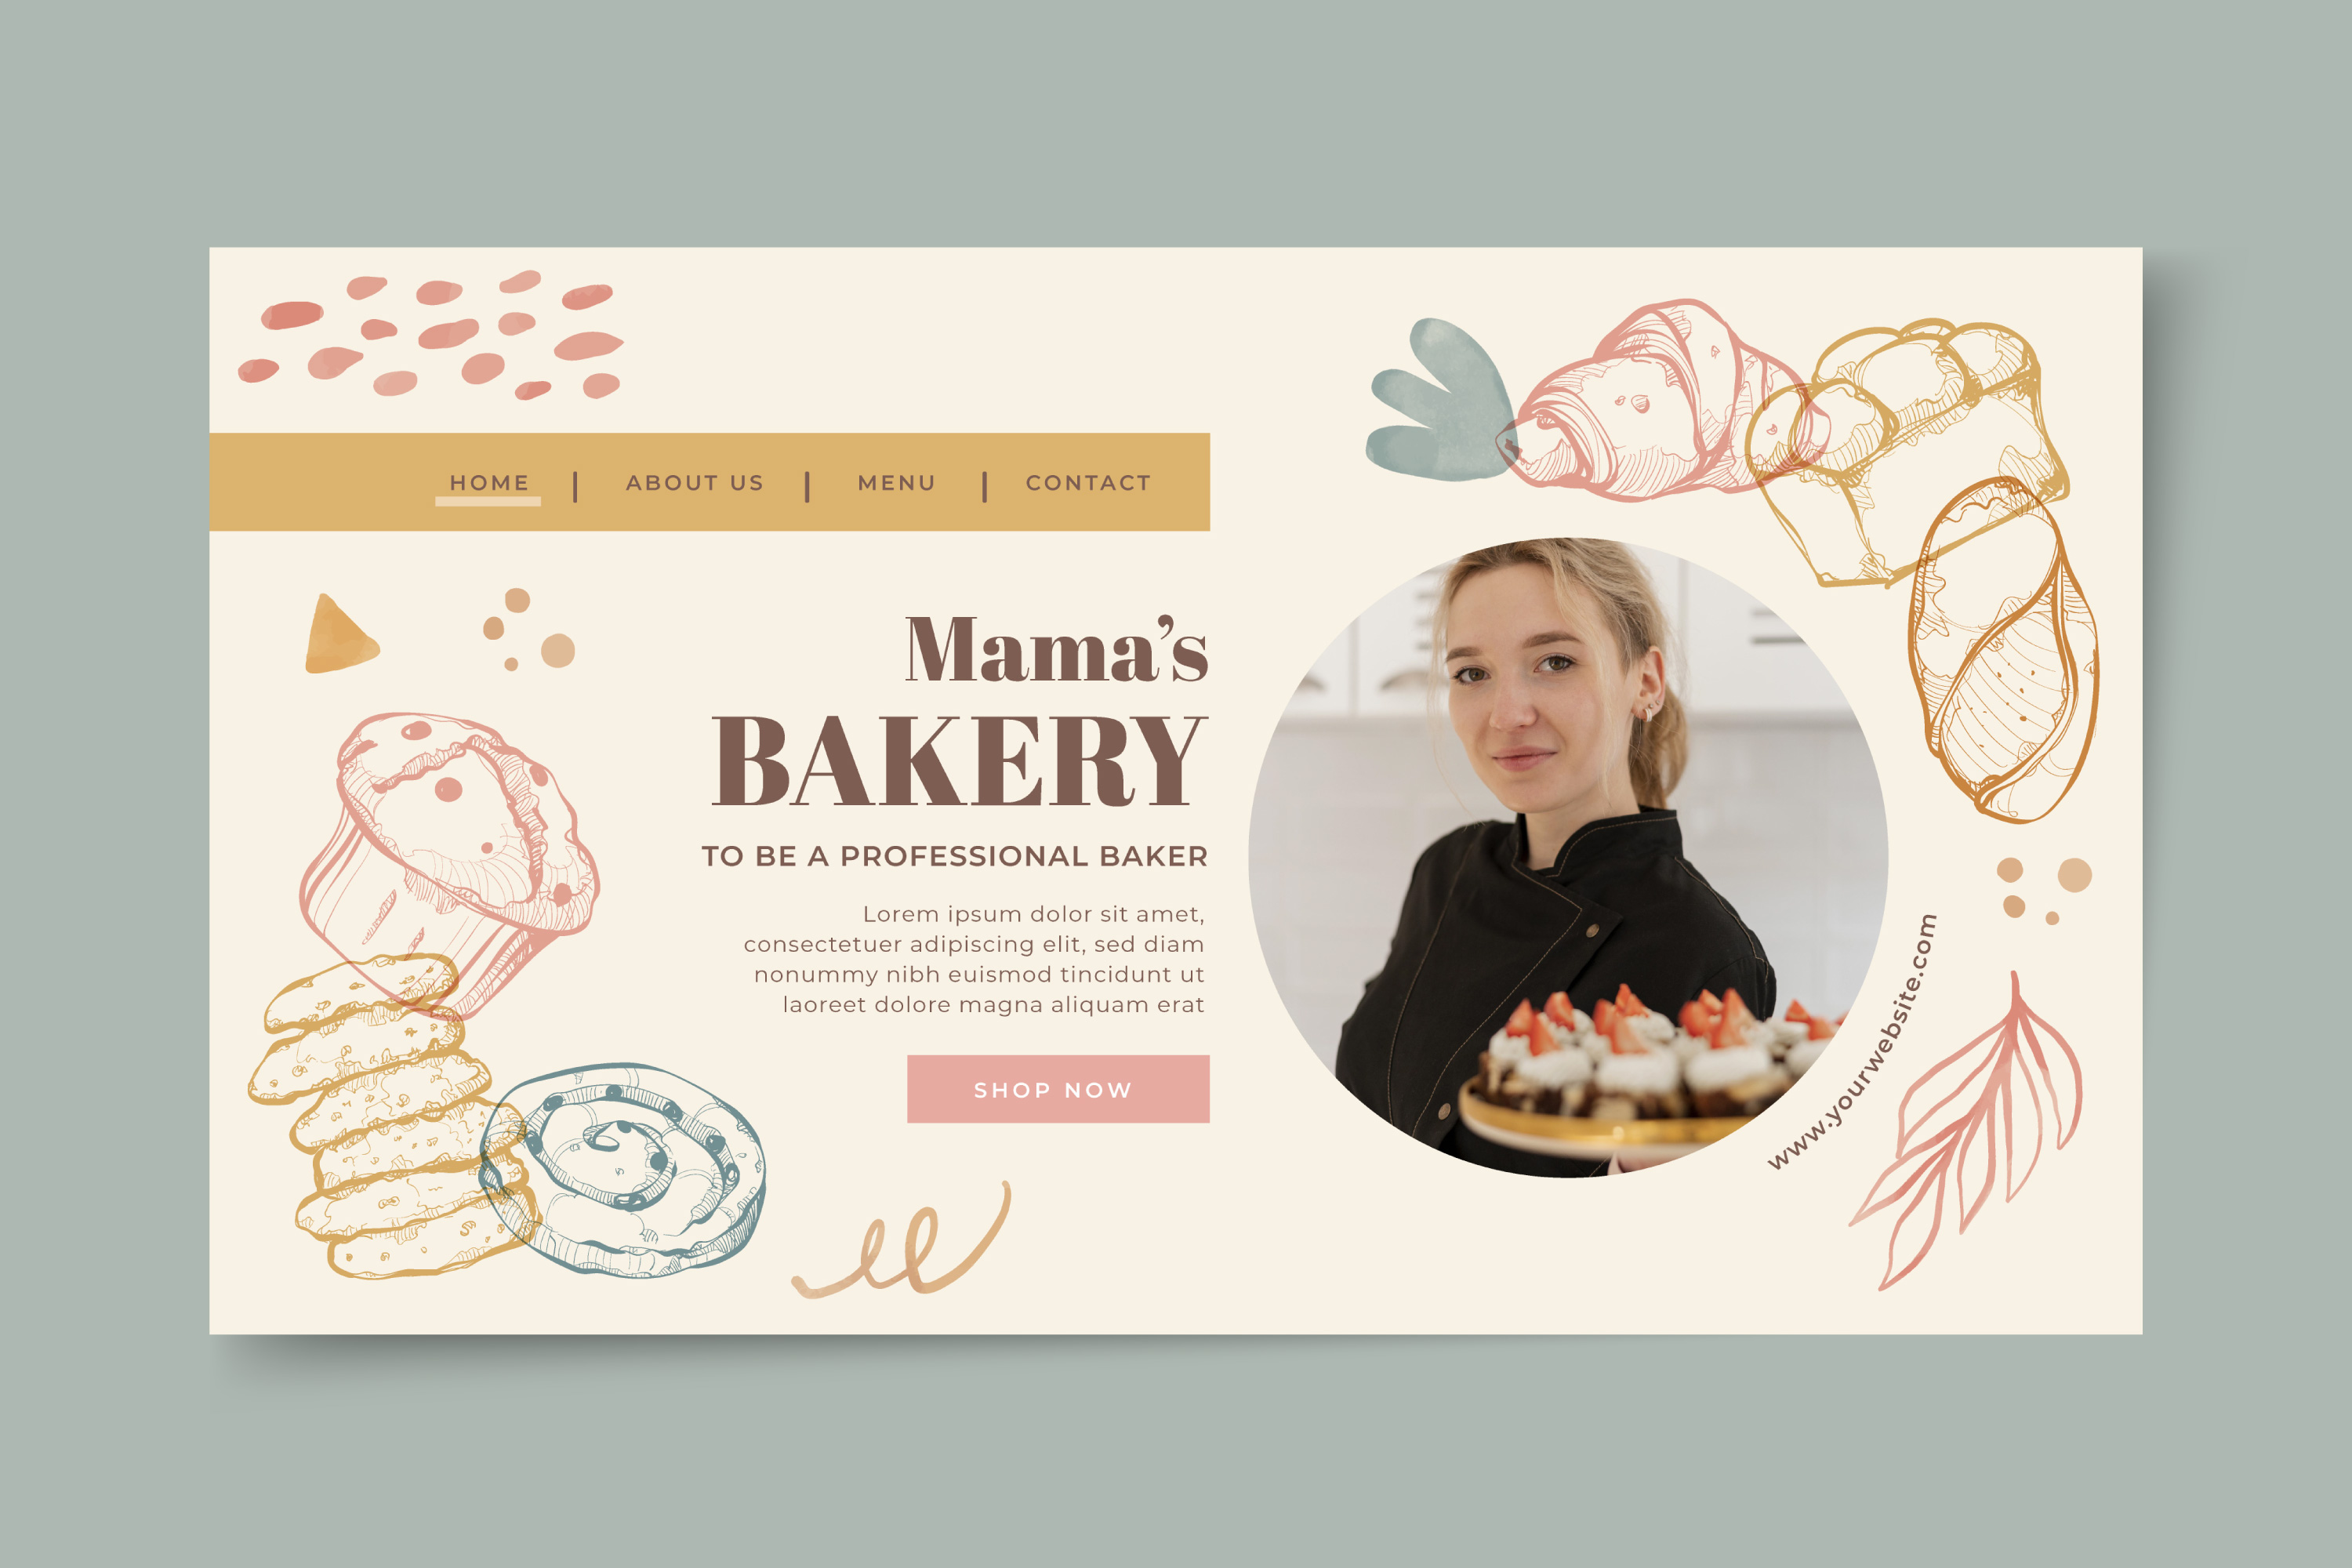 HOME | ABOUT US | MENU | CONTACT
Mama’s
BAKERY
TO BE A PROFESSIONAL BAKER
Lorem ipsum dolor sit amet,
consectetuer adipiscing elit, sed diam
nonummy nibh euismod tincidunt ut
laoreet dolore magna aliquam erat
SHOP NOW
www.yourwebsite.com